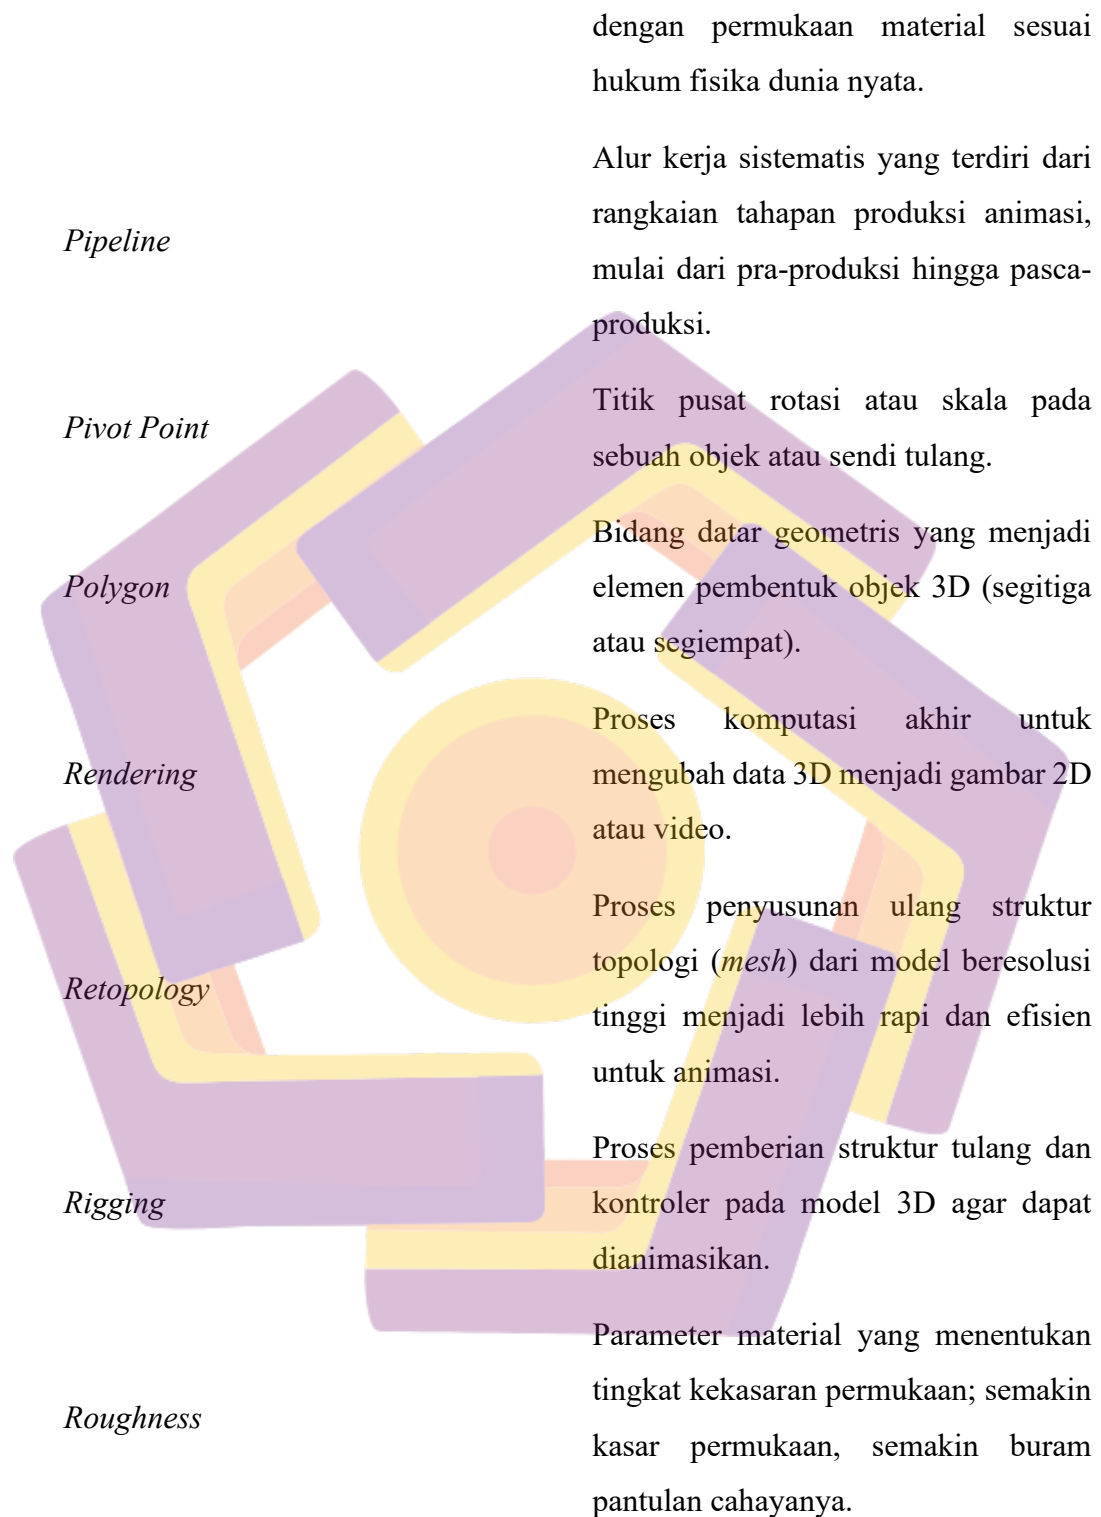 dengan permukaan material sesuai
hukum fisika dunia nyata.
Pipeline
Alur kerja sistematis yang terdiri dari
rangkaian tahapan produksi animasi,
mulai dari pra-produksi hingga pasca-
produksi.
Pivot Point
Titik pusat rotasi atau skala pada
sebuah objek atau sendi tulang.
Polygon
Bidang datar geometris yang menjadi
elemen pembentuk objek 3D (segitiga
atau segiempat).
Rendering
Proses komputasi akhir untuk
mengubah data 3D menjadi gambar 2D
atau video.
Retopology
Proses penyusunan ulang struktur
topologi (mesh) dari model beresolusi
tinggi menjadi lebih rapi dan efisien
untuk animasi.
Rigging
Proses pemberian struktur tulang dan
kontroler pada model 3D agar dapat
dianimasikan.
Roughness
Parameter material yang menentukan
tingkat kekasaran permukaan; semakin
kasar permukaan, semakin buram
pantulan cahayanya.